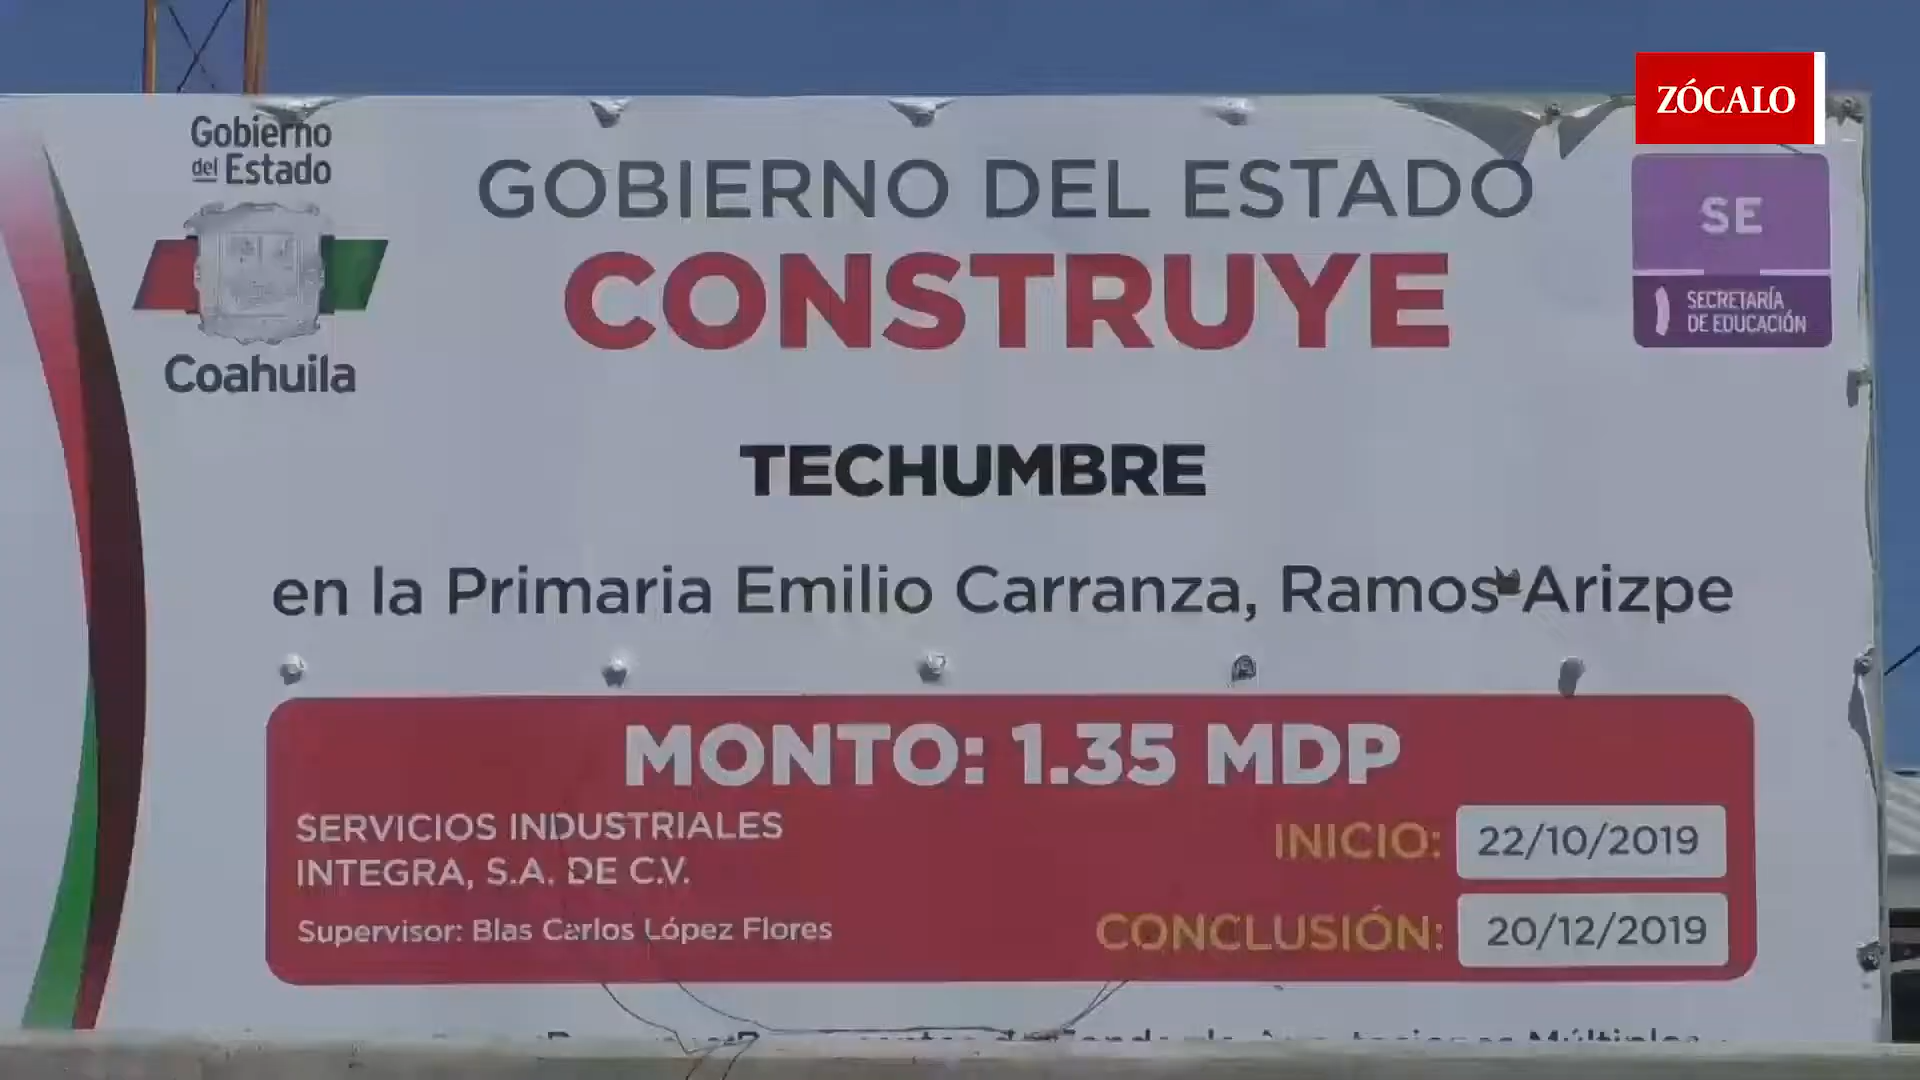 ZÓCALO
Gobierno
del Estado
Coahuila
GOBIERNO DEL ESTADO
CONSTRUYE
SE
SECRETARÍA
DE EDUCACIÓN
TECHUMBRE
en la Primaria Emilio Carranza, Ramos Arizpe
MONTO: 1.35 MDP
SERVICIOS INDUSTRIALES
INTEGRA, S.A. DE C.V.
Supervisor: Blas Carlos López Flores
INICIO: 22/10/2019
CONCLUSIÓN: 20/12/2019
Múltiples